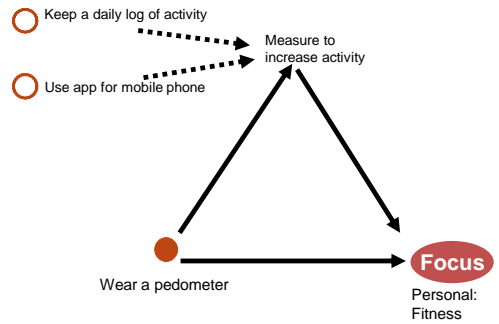 Keep a daily log of activity
Measure to
increase activity
Use app for mobile phone
Wear a pedometer
Focus
Personal:
Fitness